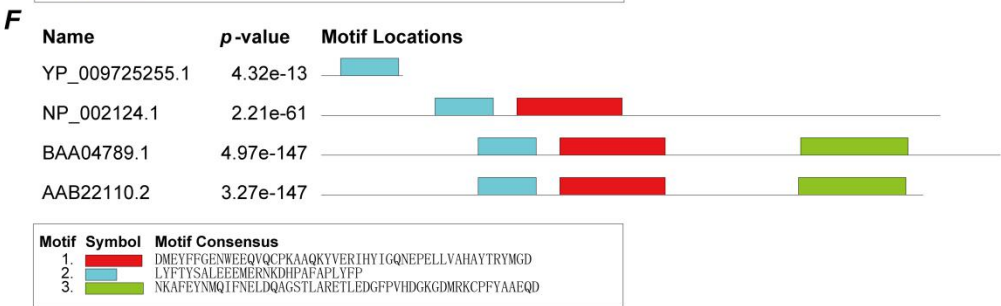 F
Name p-value Motif Locations
YP_009725255.1 4.32e-13
NP_002124.1 2.21e-61
BAA04789.1 4.97e-147
AAB22110.2 3.27e-147
Motif Symbol Motif Consensus
1. DMEYFFGENWEEQVQCPKAAQKYVERIHYIGQNEPELLVAHAYTRYMGD
2. LYFTYSALEEEMERNKDHPAFAPLYFP
3. NKAFEYNMQIFNELDQAGSTLARETLEDGFPVHDGKGDMRKCPFYAAEQD